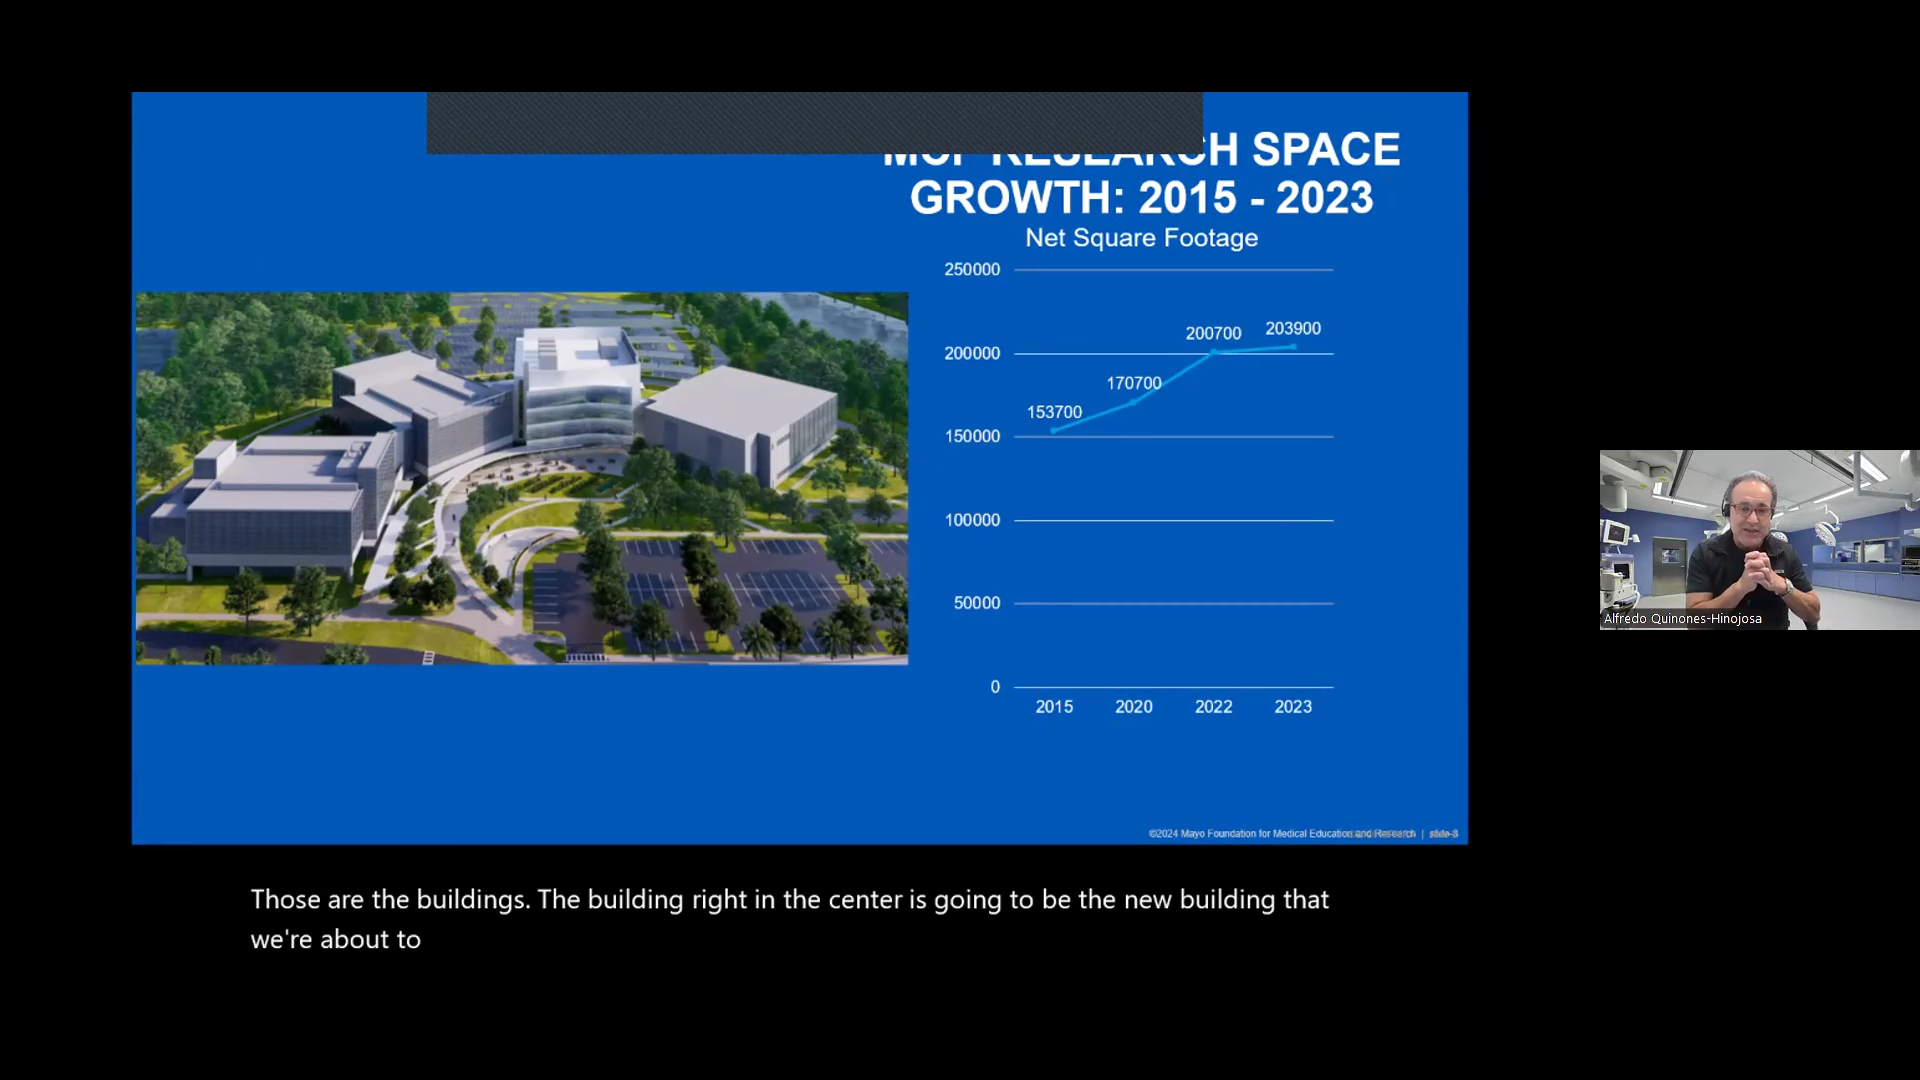 MCF RESEARCH SPACE
GROWTH: 2015 - 2023
Net Square Footage
250000
200000
150000
100000
50000
0
153700
170700
200700
203900
2015 2020 2022 2023
©2024 Mayo Foundation for Medical Education and Research |
Alfredo Quinones-Hinojosa
Those are the buildings. The building right in the center is going to be the new building that
we're about to